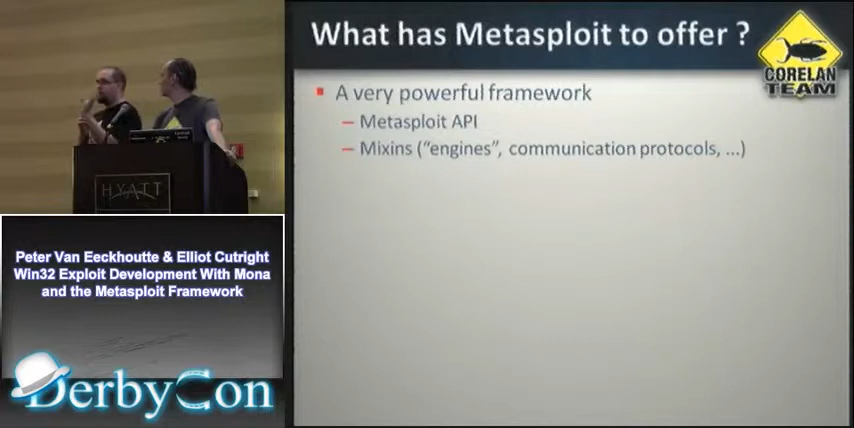 What has Metasploit to offer ?
CORELAN
TEAM
▪ A very powerful framework
– Metasploit API
– Mixins (“engines”, communication protocols, ...)
HYATT
Peter Van Eeckhoutte & Elliot Cutright
Win32 Exploit Development With Mona
and the Metasploit Framework
DerbyCon